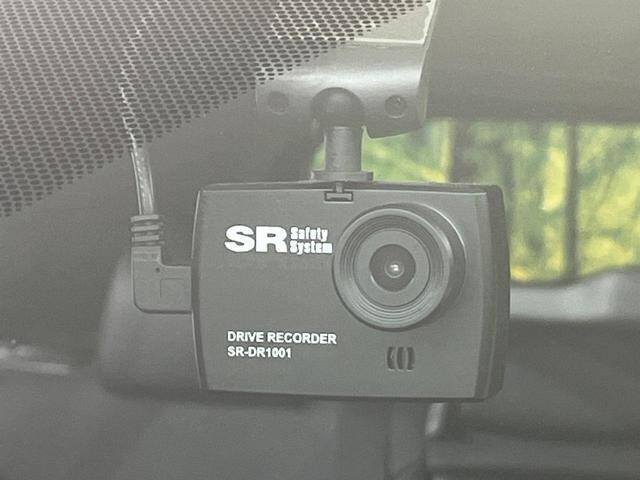 SR Safety System
DRIVE RECORDER
SR-DR1001